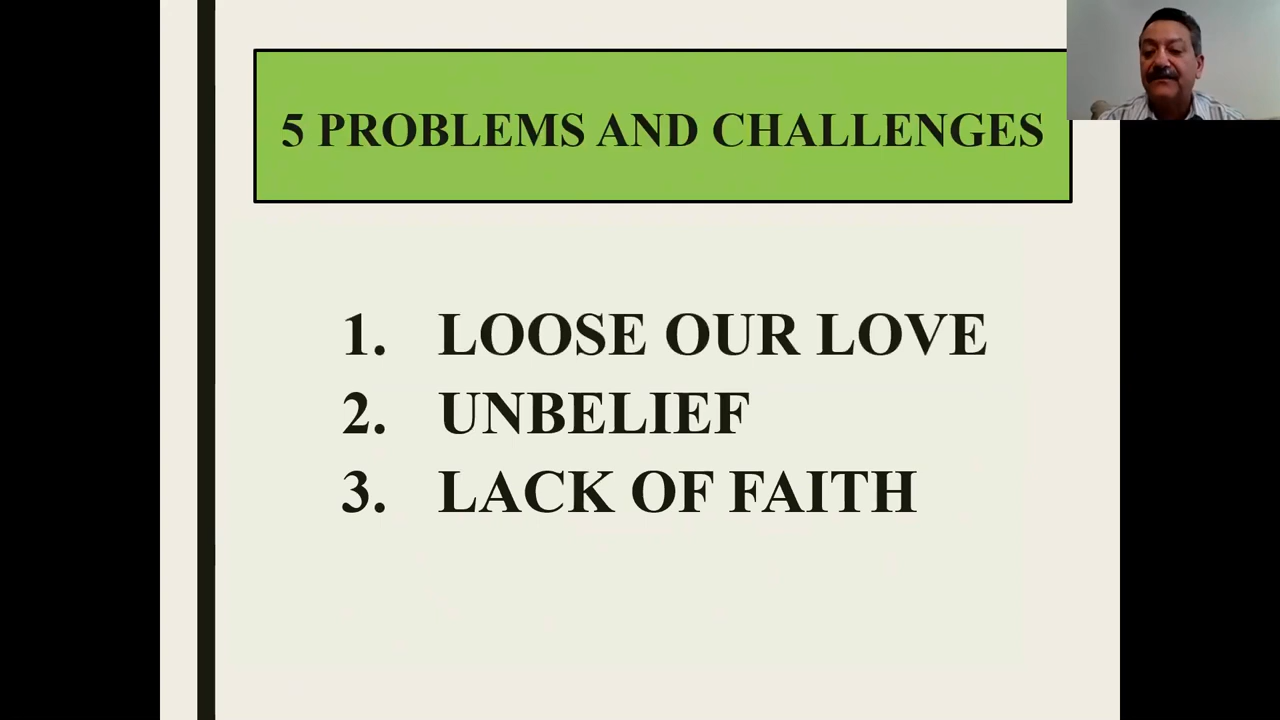 5 PROBLEMS AND CHALLENGES
1. LOOSE OUR LOVE
2. UNBELIEF
3. LACK OF FAITH